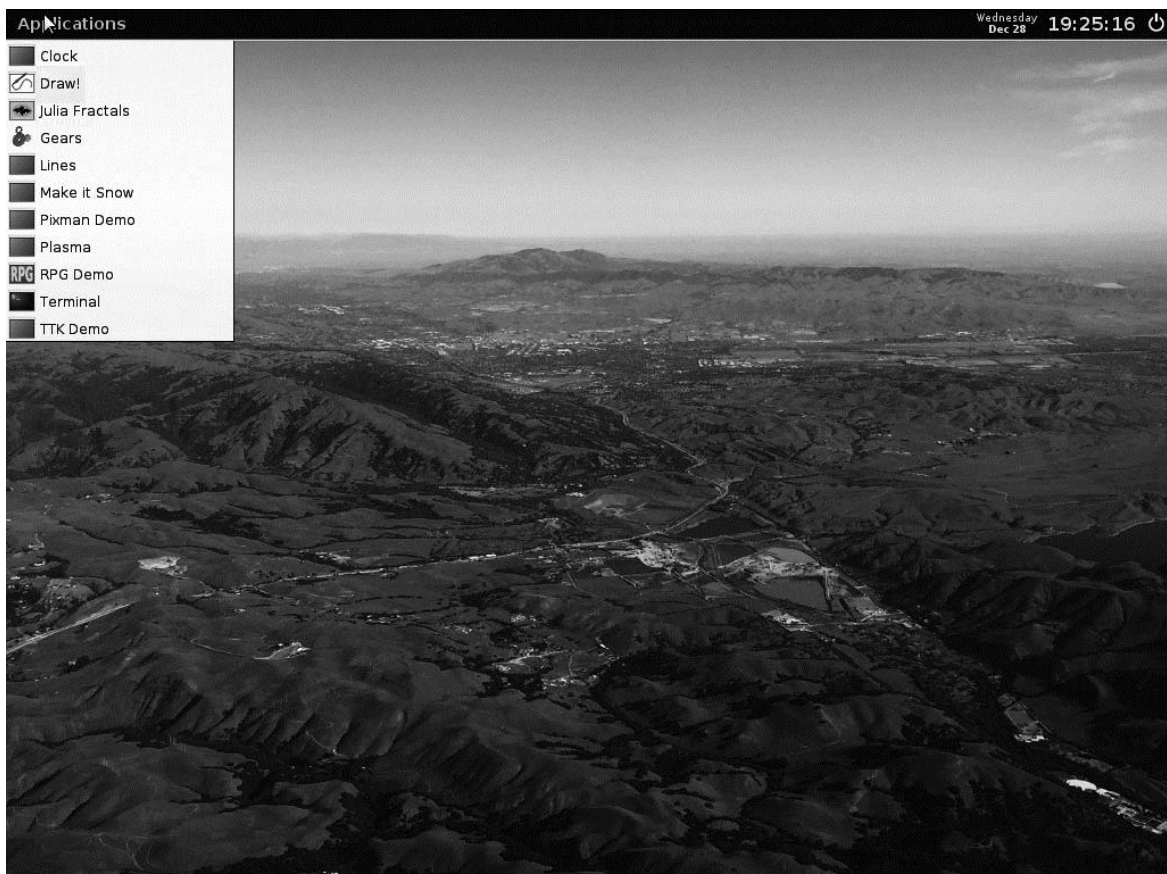 Applications
Wednesday
Dec 28
19:25:16
Clock
Draw!
Julia Fractals
Gears
Lines
Make it Snow
Pixman Demo
Plasma
RPG RPG Demo
Terminal
TTK Demo